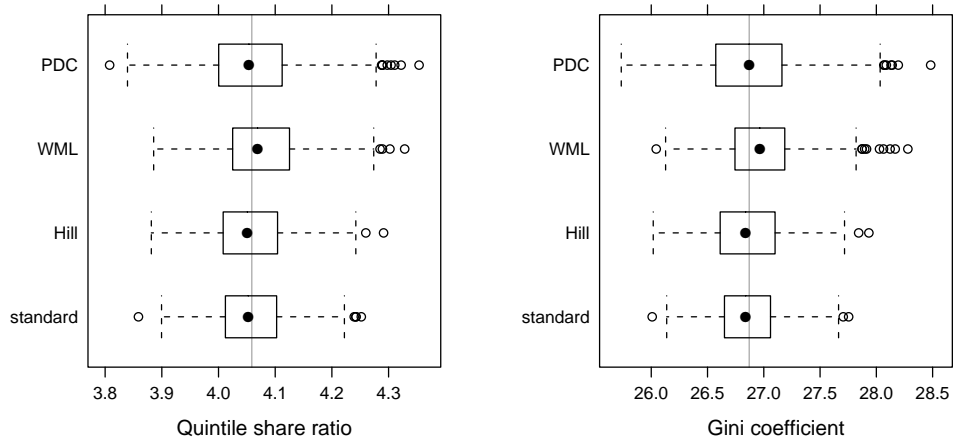 PDC
WML
Hill
standard
3.8 3.9 4.0 4.1 4.2 4.3
Quintile share ratio
PDC
WML
Hill
standard
26.0 26.5 27.0 27.5 28.0 28.5
Gini coefficient